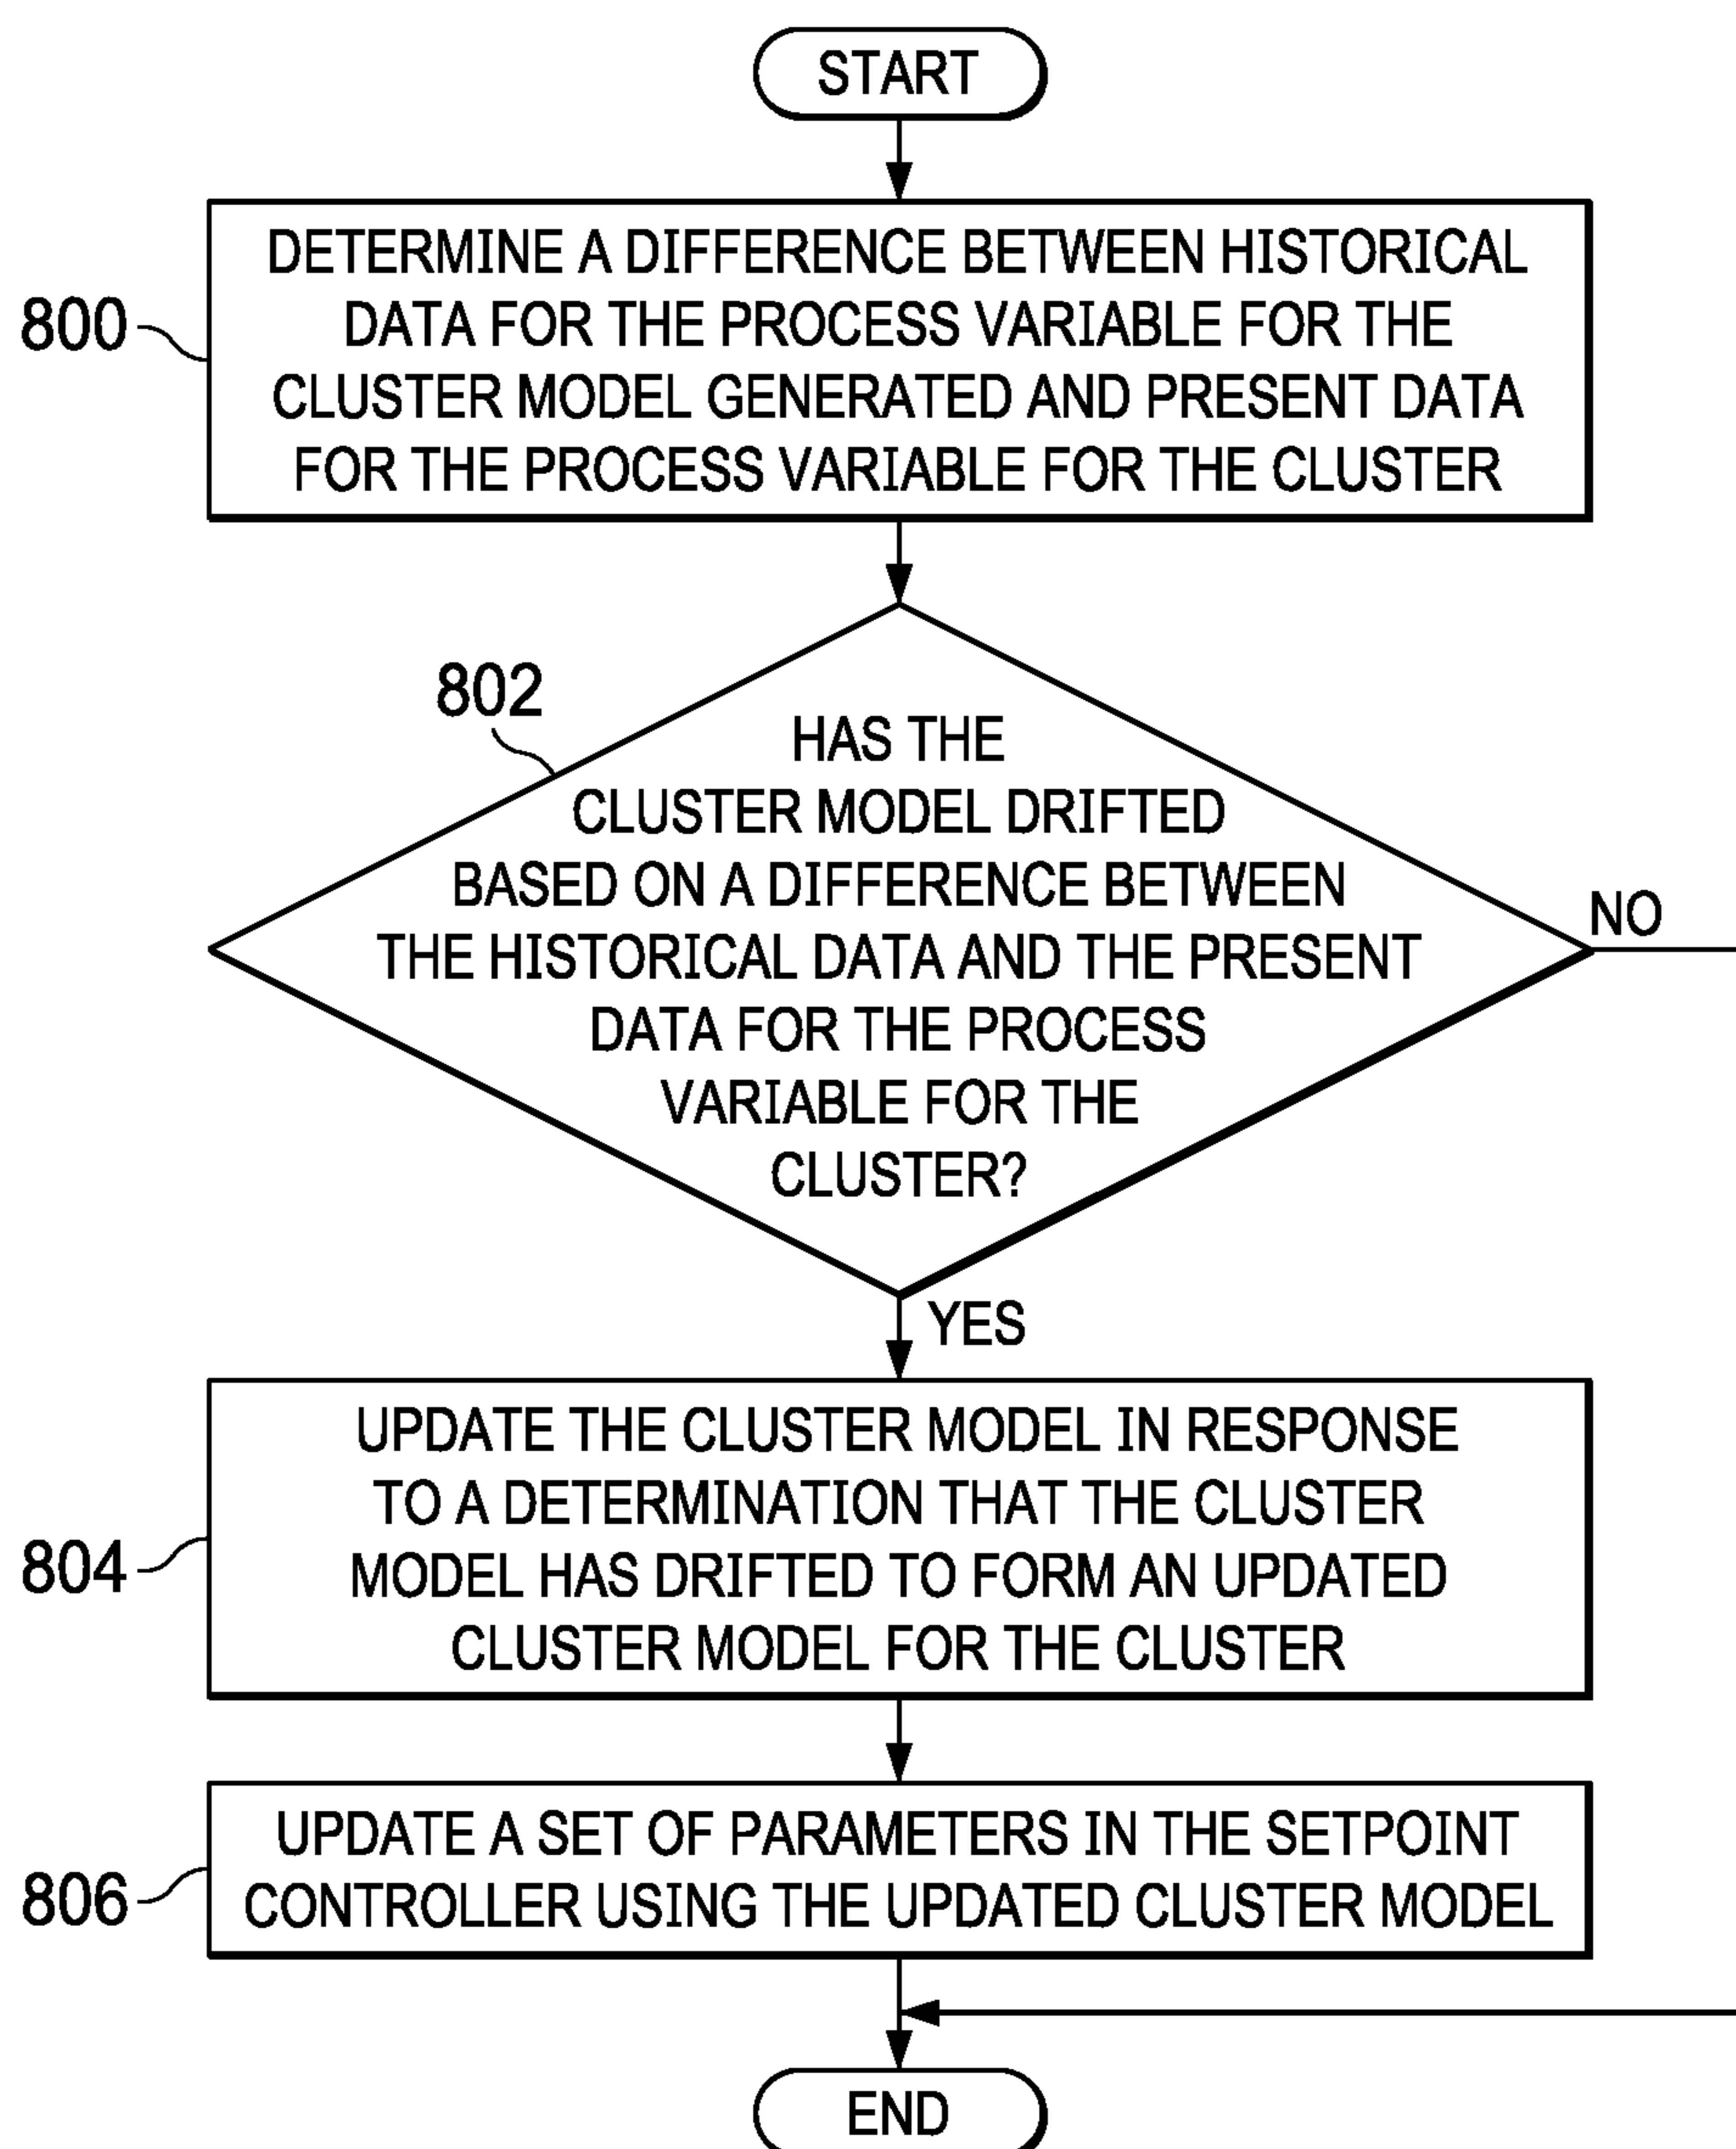 START
DETERMINE A DIFFERENCE BETWEEN HISTORICAL
DATA FOR THE PROCESS VARIABLE FOR THE
CLUSTER MODEL GENERATED AND PRESENT DATA
FOR THE PROCESS VARIABLE FOR THE CLUSTER
800
802
HAS THE
CLUSTER MODEL DRIFTED
BASED ON A DIFFERENCE BETWEEN
THE HISTORICAL DATA AND THE PRESENT
DATA FOR THE PROCESS
VARIABLE FOR THE
CLUSTER?
NO
YES
UPDATE THE CLUSTER MODEL IN RESPONSE
TO A DETERMINATION THAT THE CLUSTER
MODEL HAS DRIFTED TO FORM AN UPDATED
CLUSTER MODEL FOR THE CLUSTER
804
UPDATE A SET OF PARAMETERS IN THE SETPOINT
CONTROLLER USING THE UPDATED CLUSTER MODEL
806
END